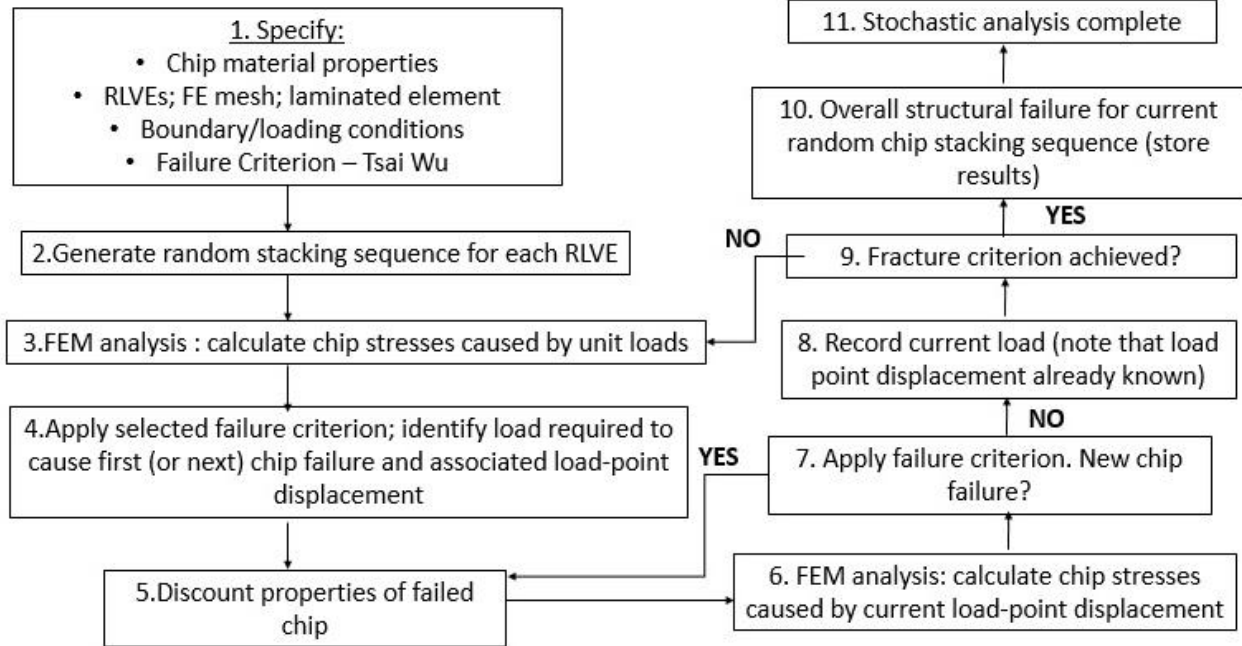 1. Specify:
• Chip material properties
• RLVEs; FE mesh; laminated element
• Boundary/loading conditions
• Failure Criterion – Tsai Wu
2.Generate random stacking sequence for each RLVE
3.FEM analysis : calculate chip stresses caused by unit loads
4.Apply selected failure criterion; identify load required to
cause first (or next) chip failure and associated load-point
displacement
5.Discount properties of failed
chip
6. FEM analysis: calculate chip stresses
caused by current load-point displacement
YES
7. Apply failure criterion. New chip
failure?
NO
8. Record current load (note that load
point displacement already known)
NO
9. Fracture criterion achieved?
YES
10. Overall structural failure for current
random chip stacking sequence (store
results)
11. Stochastic analysis complete